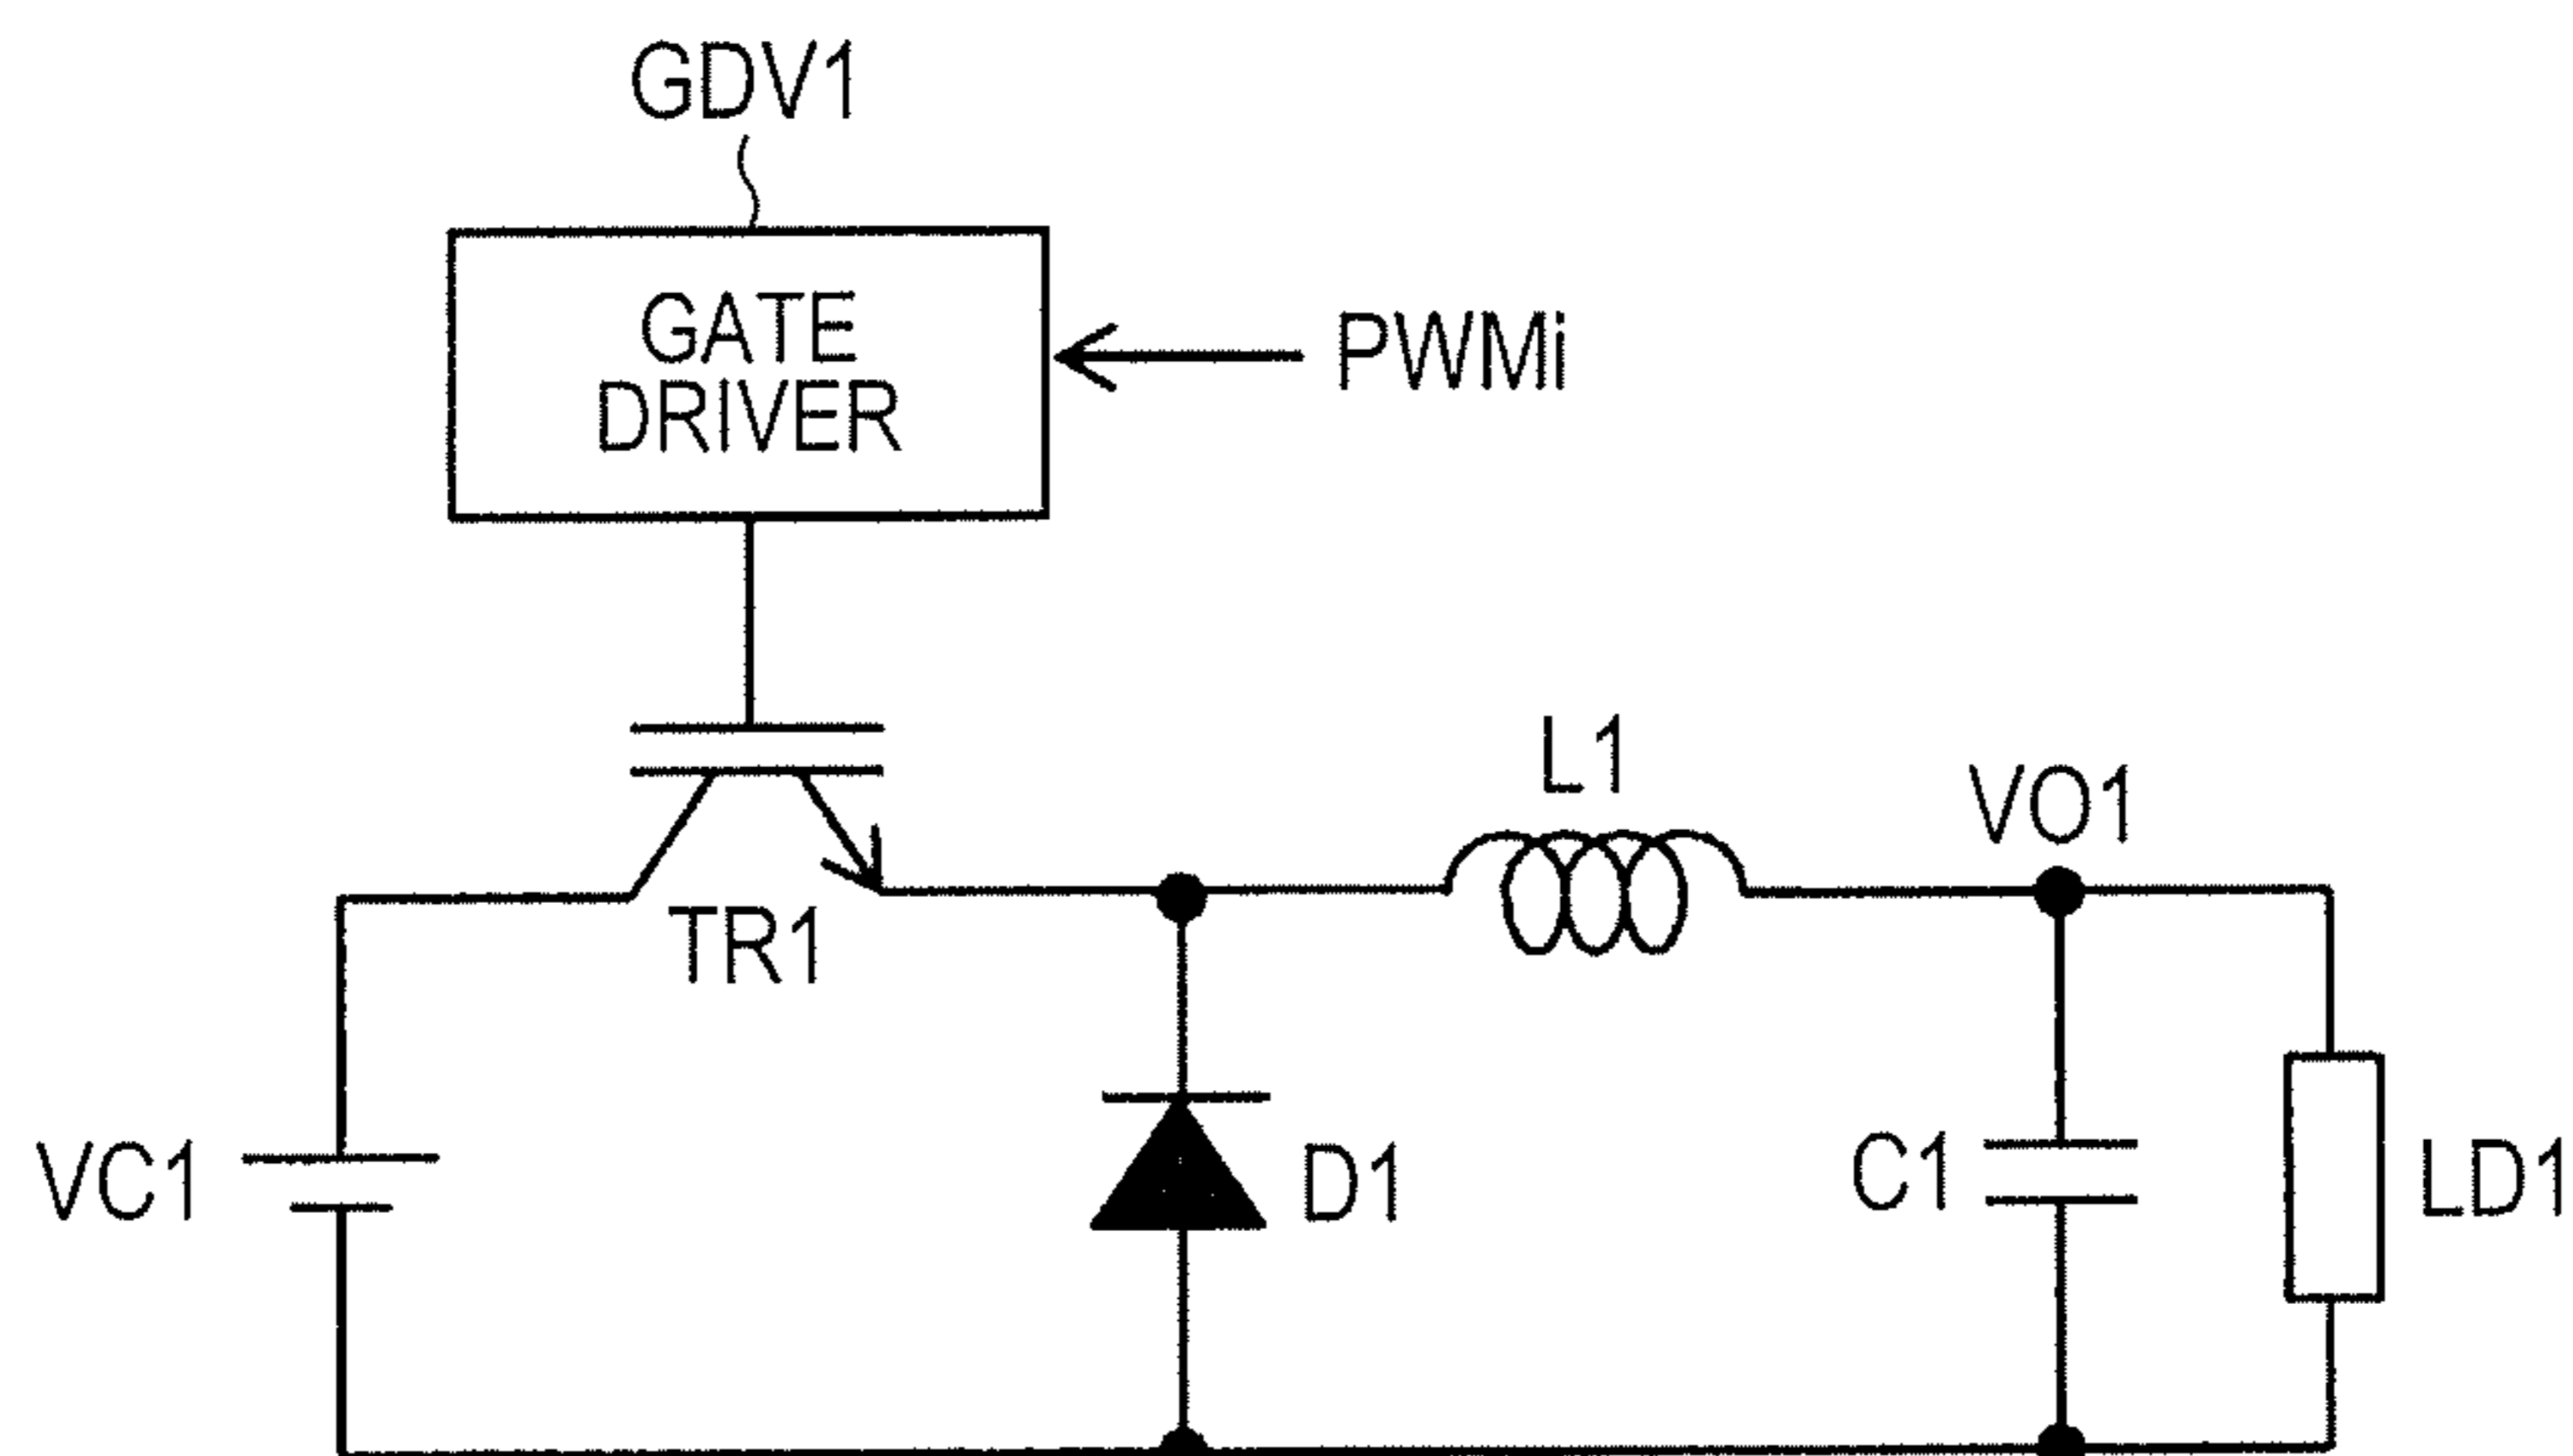 GDV1
GATE
DRIVER
PWMi
L1
VO1
TR1
VC1
D1
C1
LD1